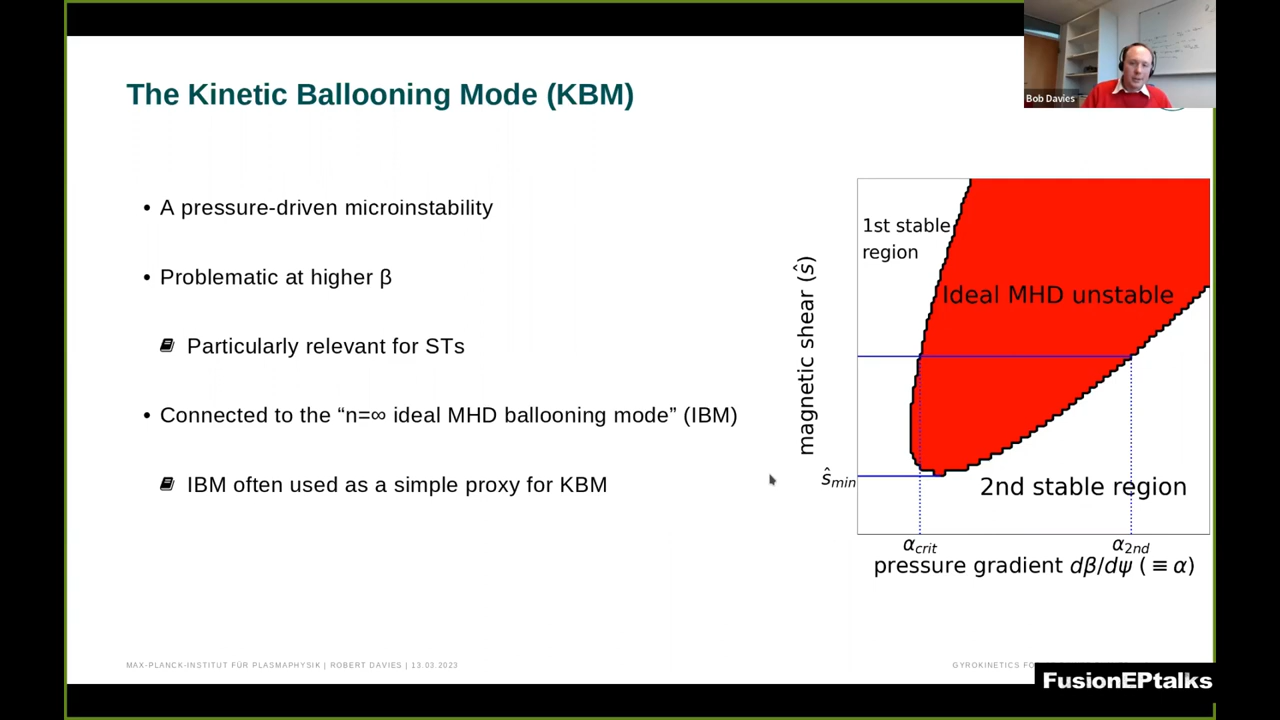 The Kinetic Ballooning Mode (KBM)
Bob Davies
• A pressure-driven microinstability
• Problematic at higher β
Particularly relevant for STs
• Connected to the “n=∞ ideal MHD ballooning mode” (IBM)
IBM often used as a simple proxy for KBM
1st stable
region
Ideal MHD unstable
magnetic shear (ŝ)
ŝmin
2nd stable region
αcrit
α2nd
pressure gradient dβ/dψ ( ≡ α)
MAX-PLANCK-INSTITUT FÜR PLASMAPHYSIK | ROBERT DAVIES | 13.03.2023
GYROKINETICS
FusionEPtalks